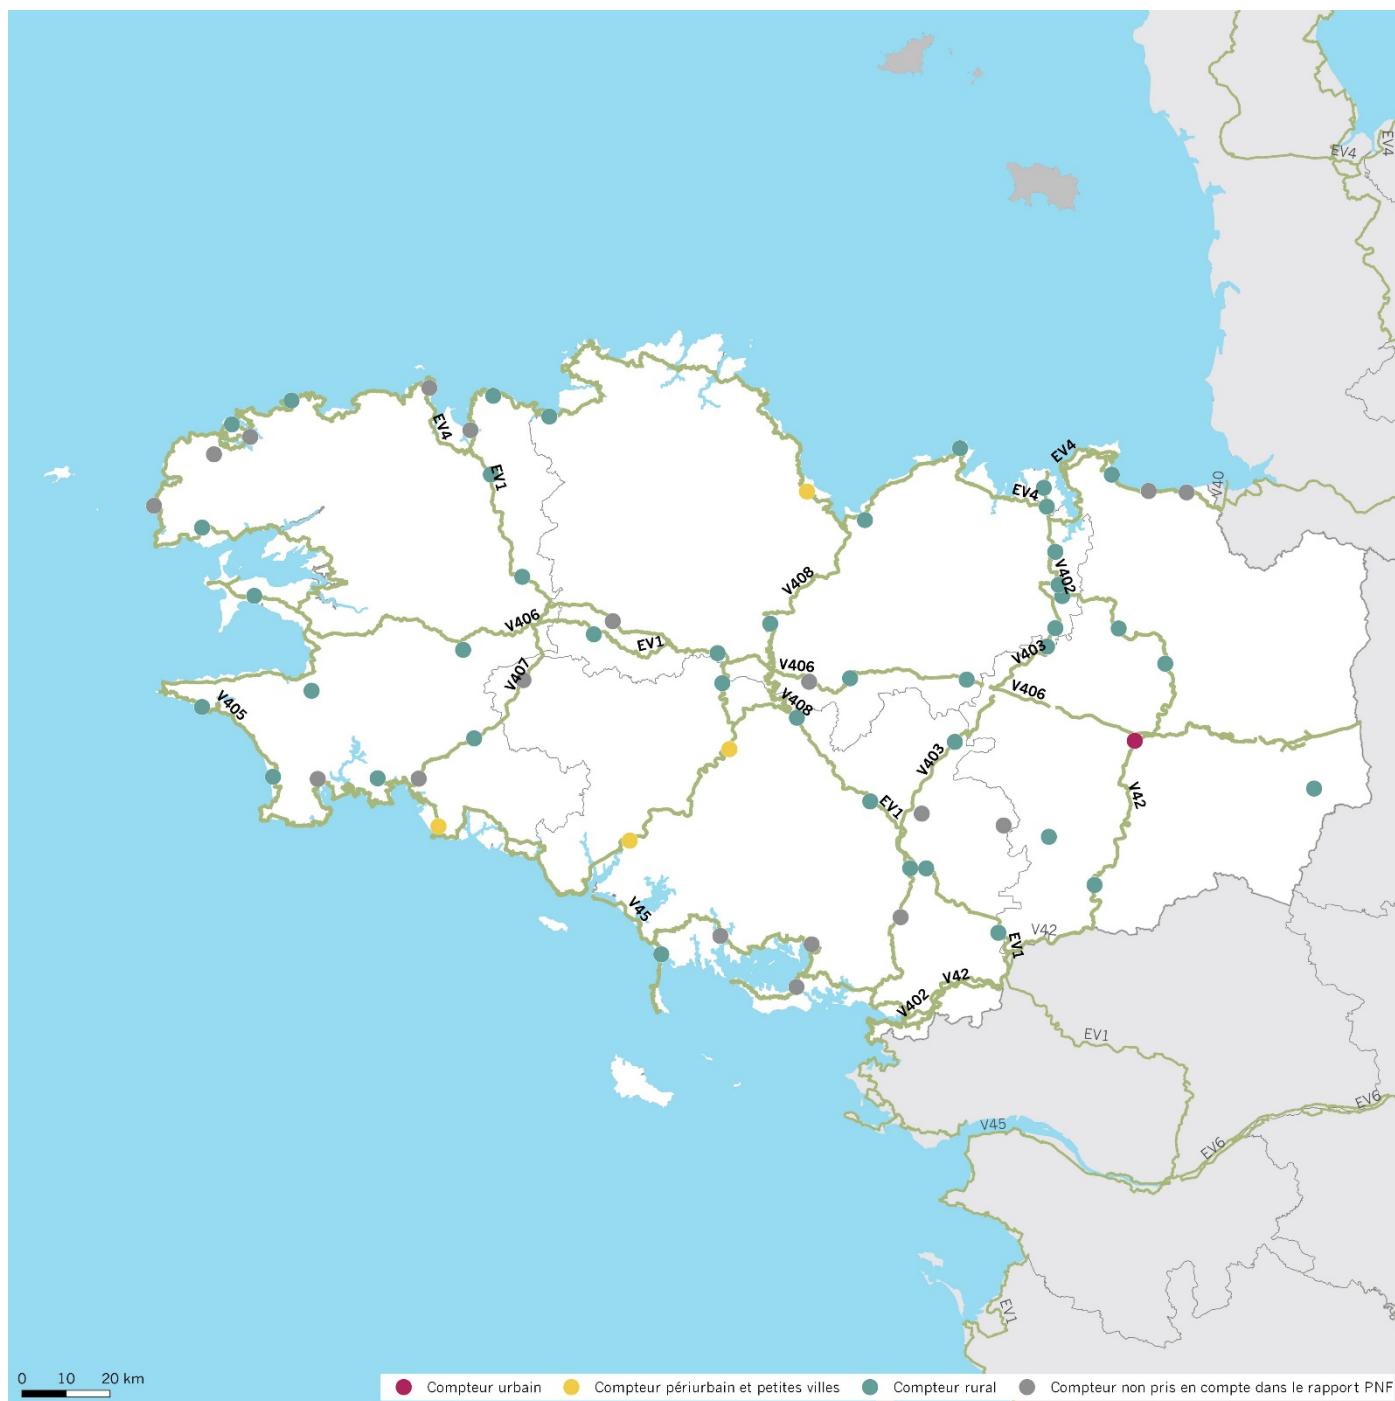 EV4
EV4
EV4
EV1
EV4
EV4
V40
V402
V408
V406
EV1
V403
V407
V406
V406
V405
V408
V403
EV1
V42
V45
V42
EV1
V42
V402
EV1
EV6
V45
EV6
EV1
0 10 20 km
Compteur urbain Compteur périurbain et petites villes Compteur rural Compteur non pris en compte dans le rapport PNF